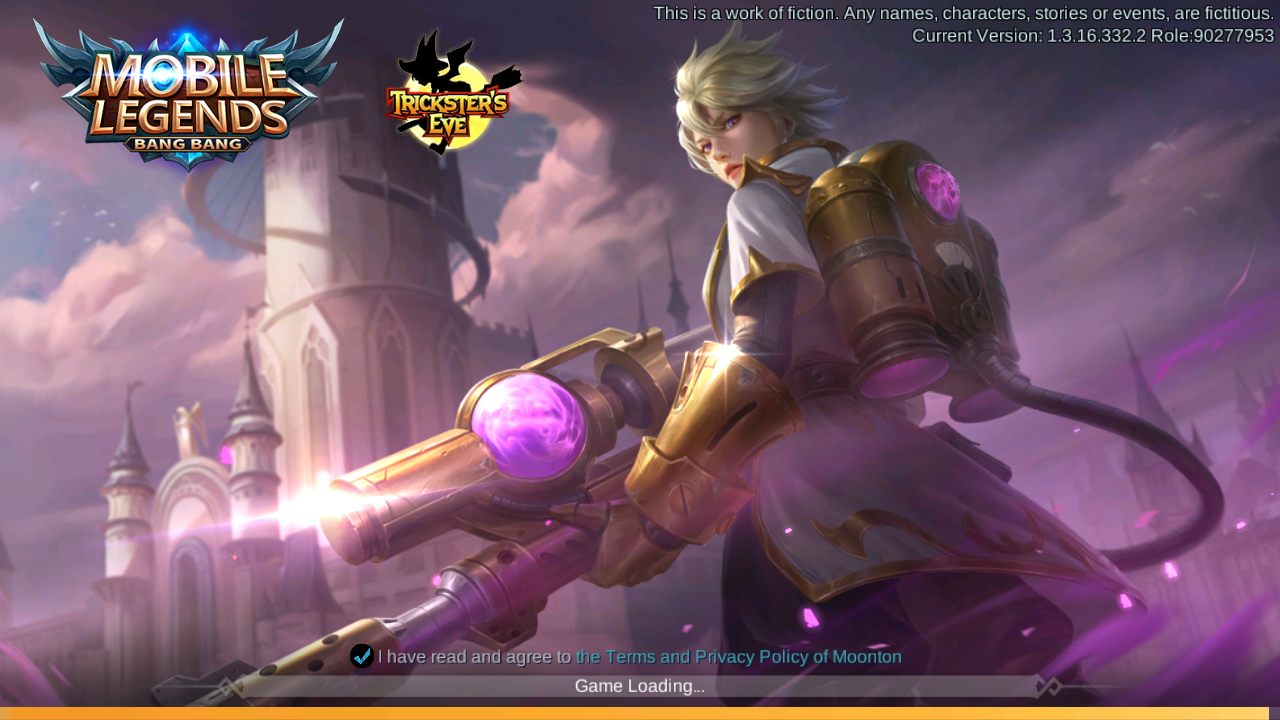 This is a work of fiction. Any names, characters, stories or events, are fictitious.
Current Version: 1.3.16.332.2 Role:90277953
MOBILE
LEGENDS
BANG BANG
TRICKSTER'S
EVE
I have read and agree to the Terms and Privacy Policy of Moonton
Game Loading...